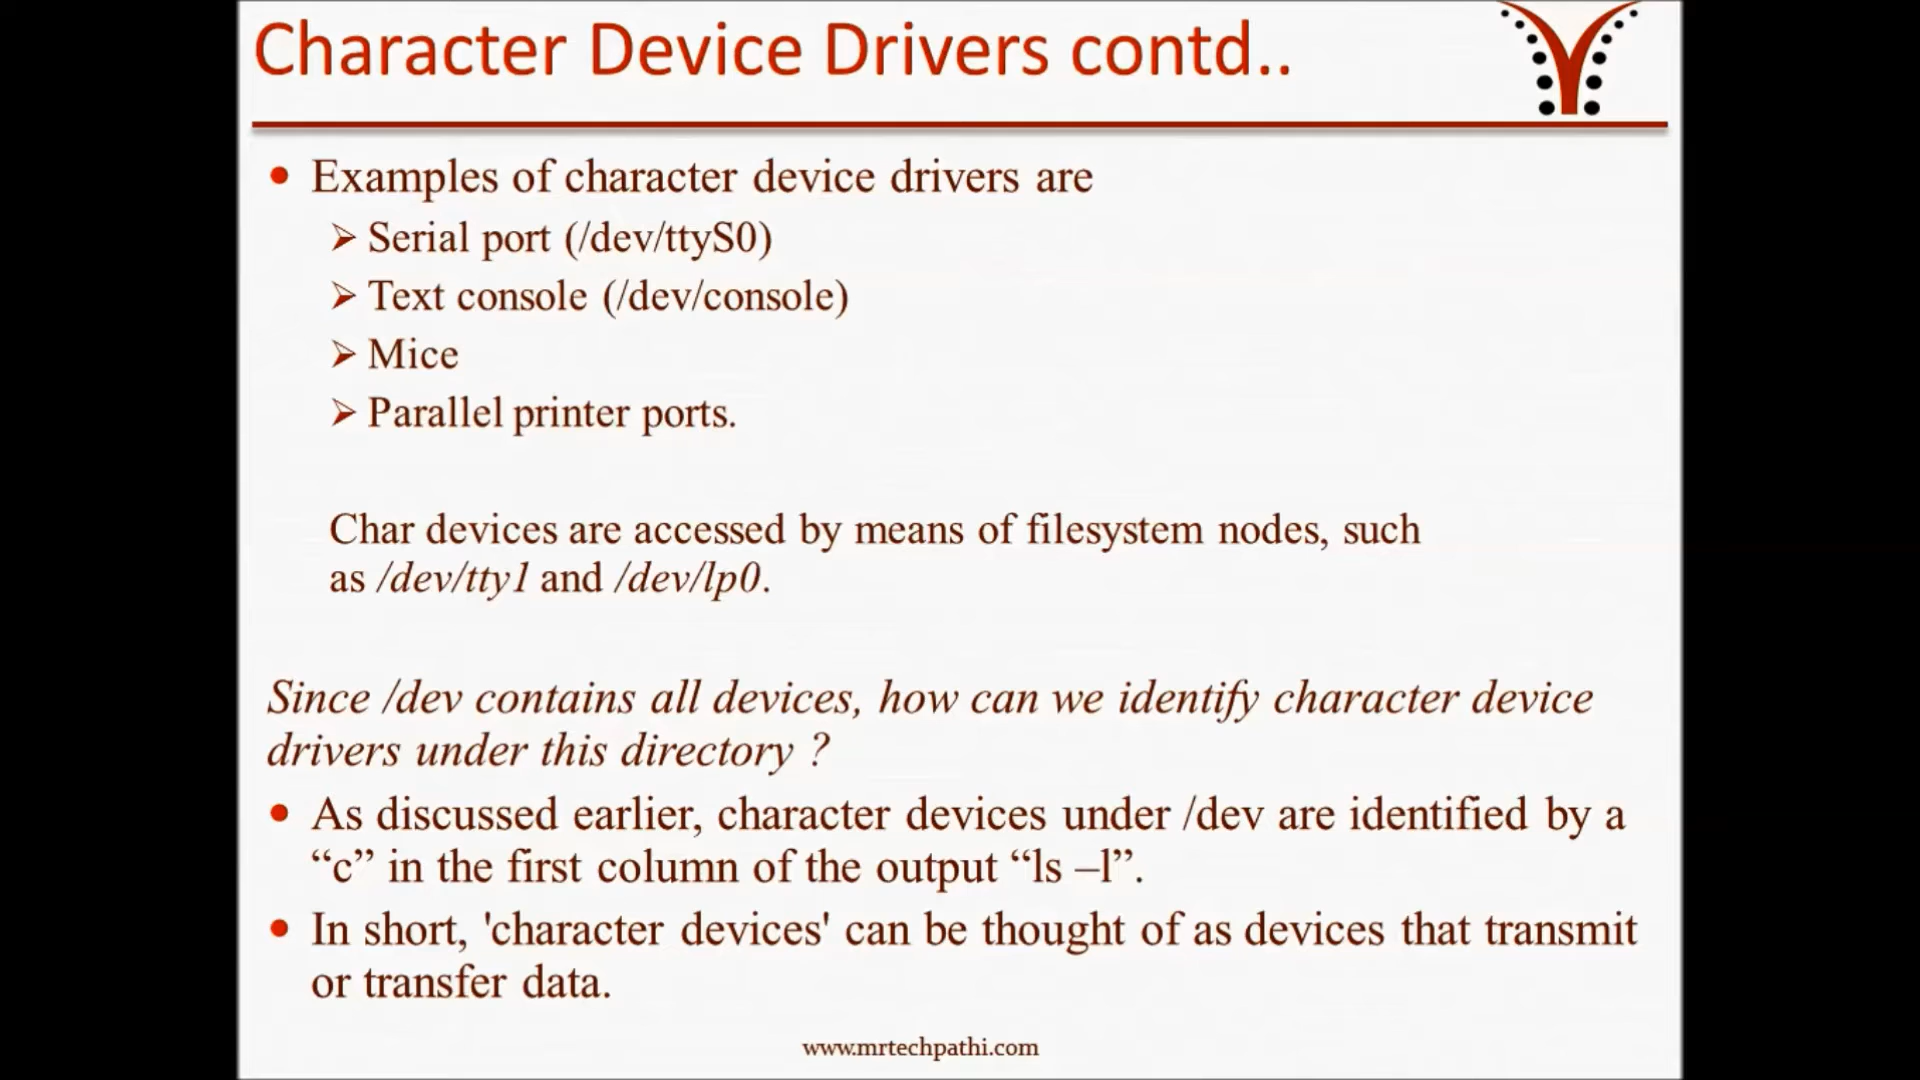 Character Device Drivers contd..
• Examples of character device drivers are
➢ Serial port (/dev/ttyS0)
➢ Text console (/dev/console)
➢ Mice
➢ Parallel printer ports.
Char devices are accessed by means of filesystem nodes, such
as /dev/tty1 and /dev/lp0.
Since /dev contains all devices, how can we identify character device
drivers under this directory ?
• As discussed earlier, character devices under /dev are identified by a
“c” in the first column of the output “ls –l”.
• In short, 'character devices' can be thought of as devices that transmit
or transfer data.
www.mrtechpathi.com